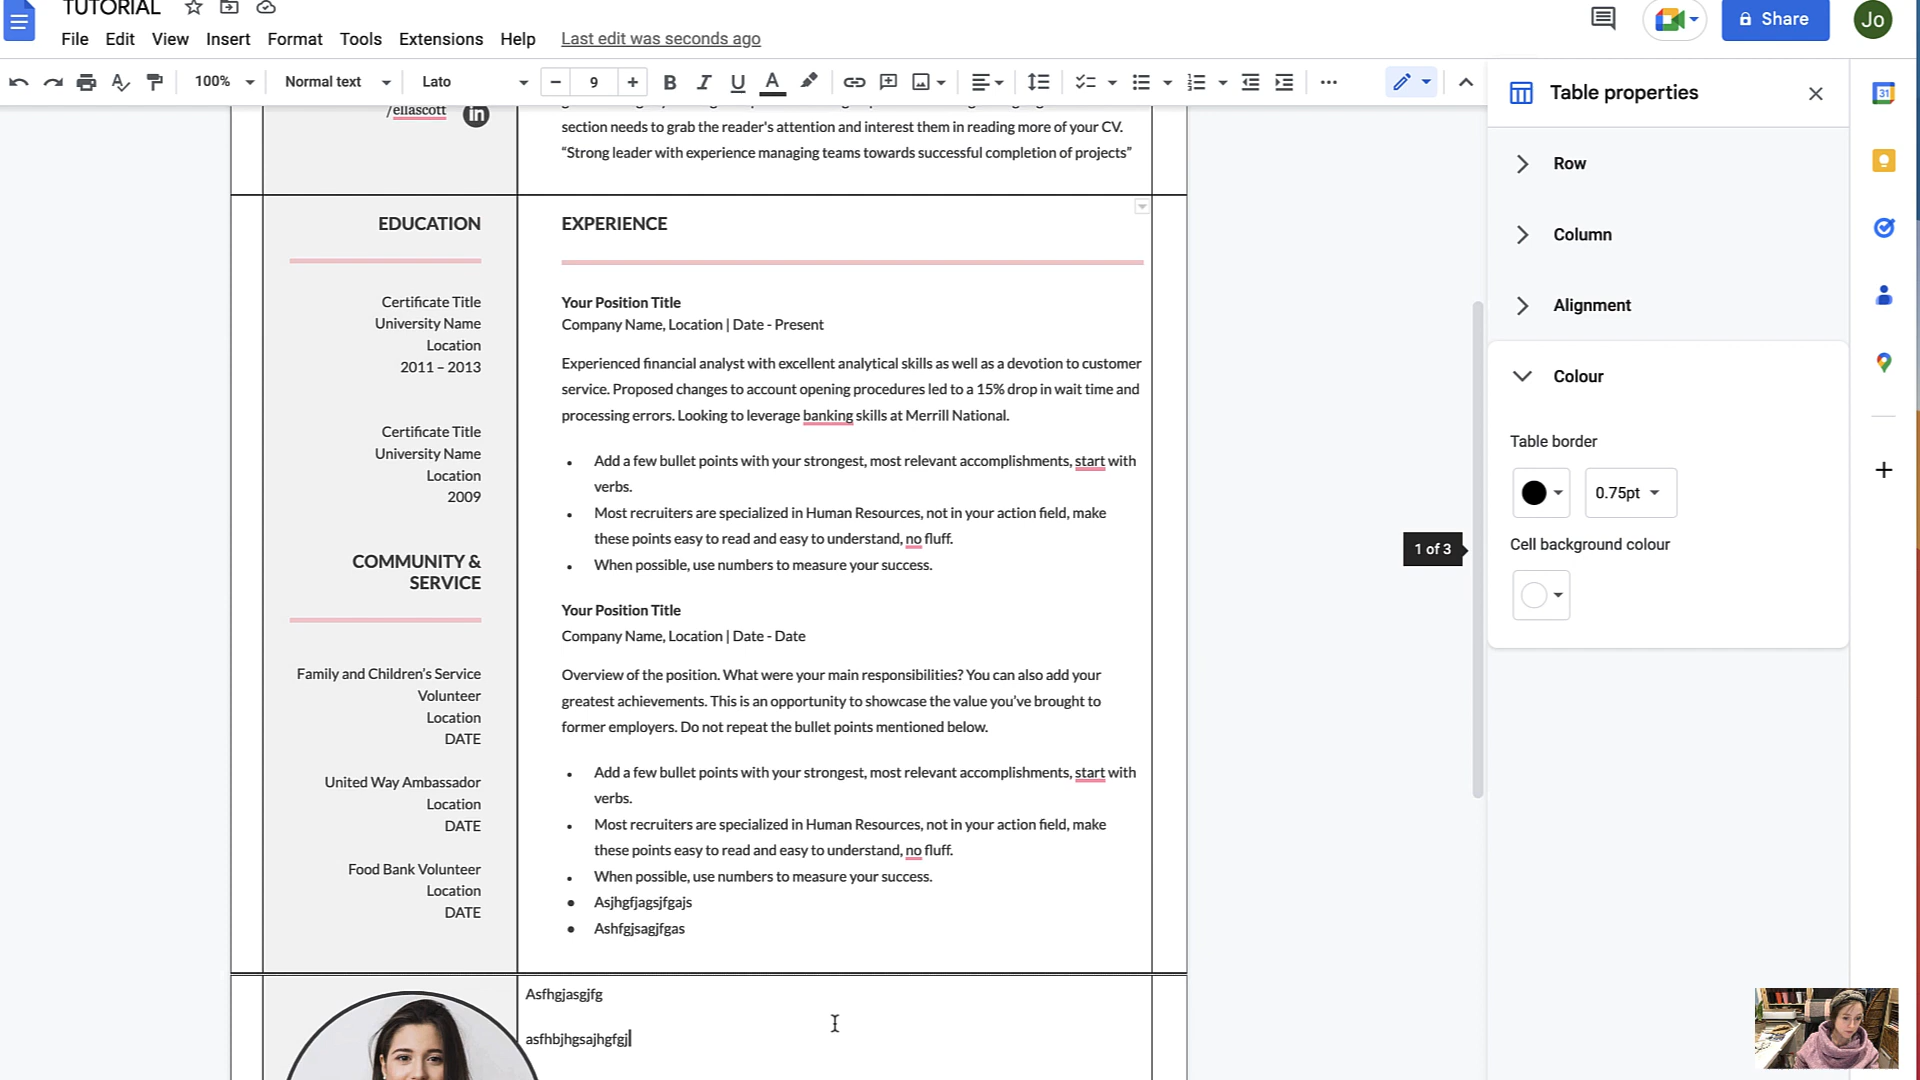 TUTORIAL
File Edit View Insert Format Tools Extensions Help Last edit was seconds ago
Share
Jo
100% Normal text Lato 9 B I U A
/ellascott in
section needs to grab the reader's attention and interest them in reading more of your CV.
“Strong leader with experience managing teams towards successful completion of projects”
EDUCATION
Certificate Title
University Name
Location
2011 – 2013
Certificate Title
University Name
Location
2009
COMMUNITY &
SERVICE
Family and Children’s Service
Volunteer
Location
DATE
United Way Ambassador
Location
DATE
Food Bank Volunteer
Location
DATE
EXPERIENCE
Your Position Title
Company Name, Location | Date - Present
Experienced financial analyst with excellent analytical skills as well as a devotion to customer
service. Proposed changes to account opening procedures led to a 15% drop in wait time and
processing errors. Looking to leverage banking skills at Merrill National.
• Add a few bullet points with your strongest, most relevant accomplishments, start with
verbs.
• Most recruiters are specialized in Human Resources, not in your action field, make
these points easy to read and easy to understand, no fluff.
• When possible, use numbers to measure your success.
Your Position Title
Company Name, Location | Date - Date
Overview of the position. What were your main responsibilities? You can also add your
greatest achievements. This is an opportunity to showcase the value you’ve brought to
former employers. Do not repeat the bullet points mentioned below.
• Add a few bullet points with your strongest, most relevant accomplishments, start with
verbs.
• Most recruiters are specialized in Human Resources, not in your action field, make
these points easy to read and easy to understand, no fluff.
• When possible, use numbers to measure your success.
• Asjhgfjagsjfgajs
• Ashfgjsagjfgas
Asfhgjasgjfg
asfhbjhgsajhgfgj
1 of 3
Table properties
Row
Column
Alignment
Colour
Table border
0.75pt
Cell background colour
31